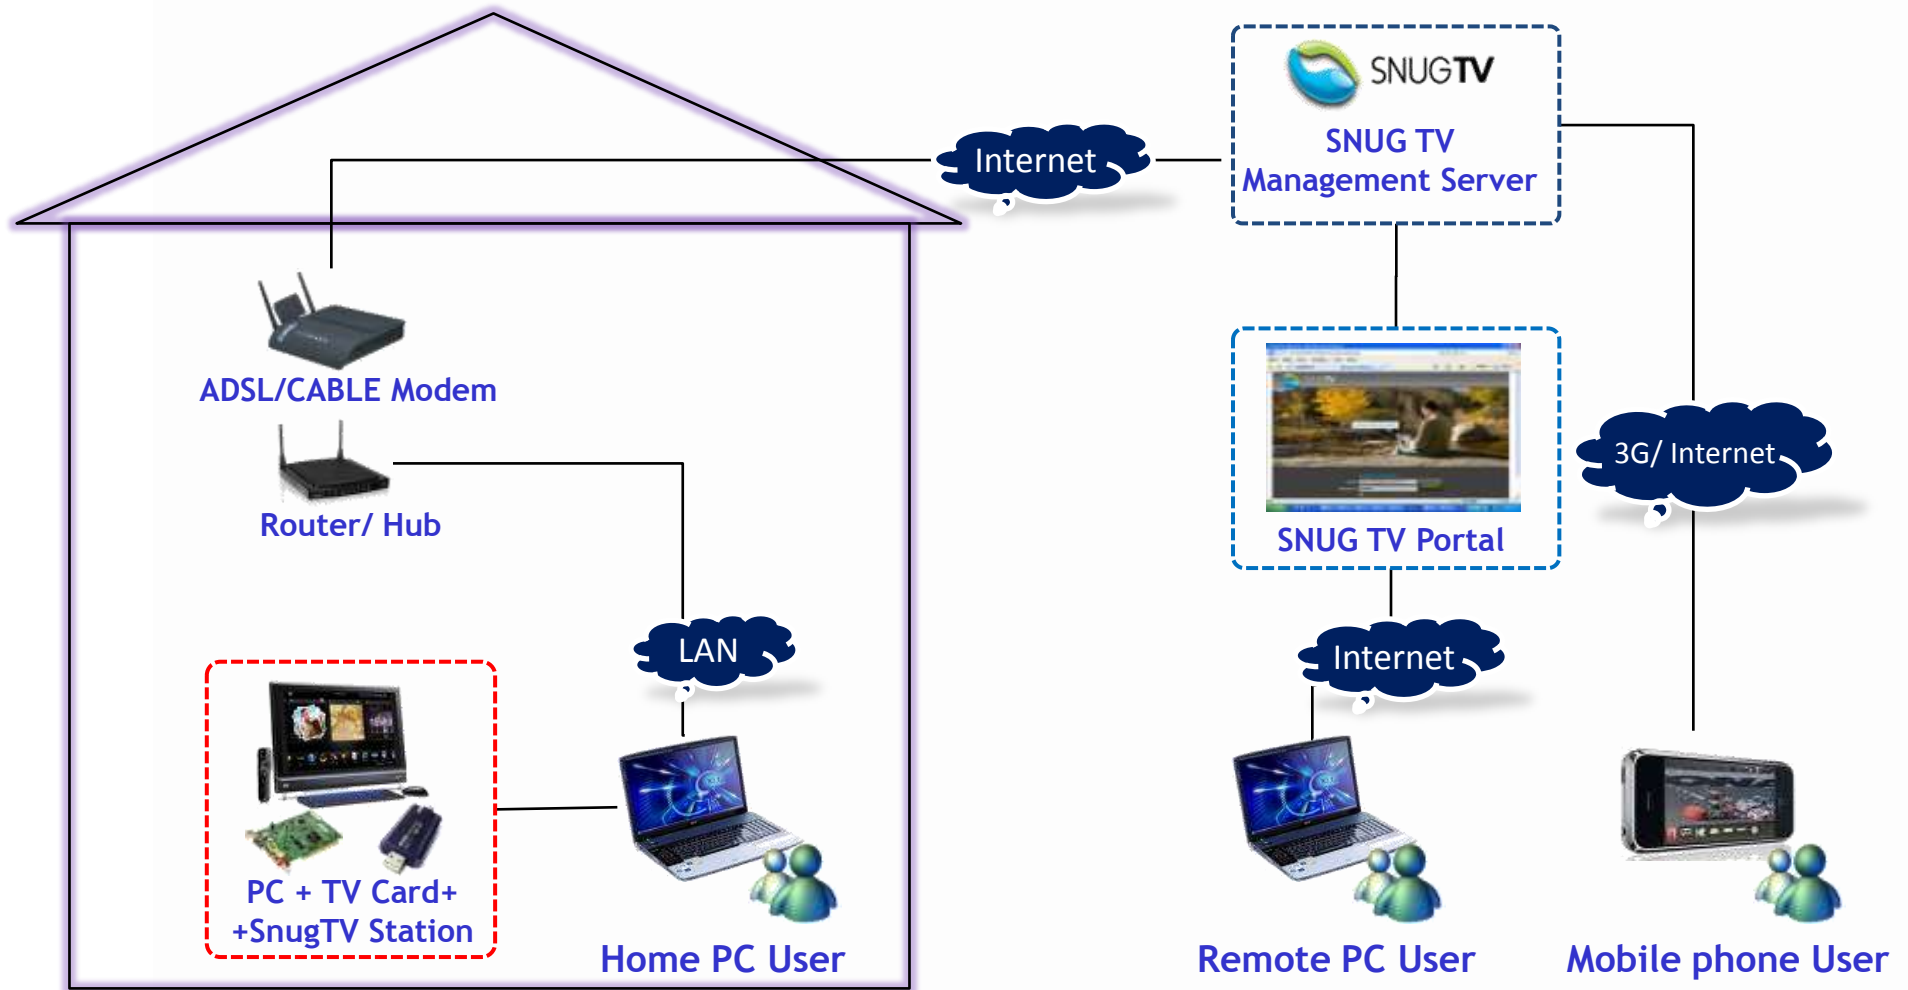 SNUGTV
SNUG TV
Management Server
Internet
ADSL/CABLE Modem
Router/ Hub
3G/ Internet
SNUG TV Portal
LAN
Internet
PC + TV Card+
+SnugTV Station
Home PC User
Remote PC User
Mobile phone User